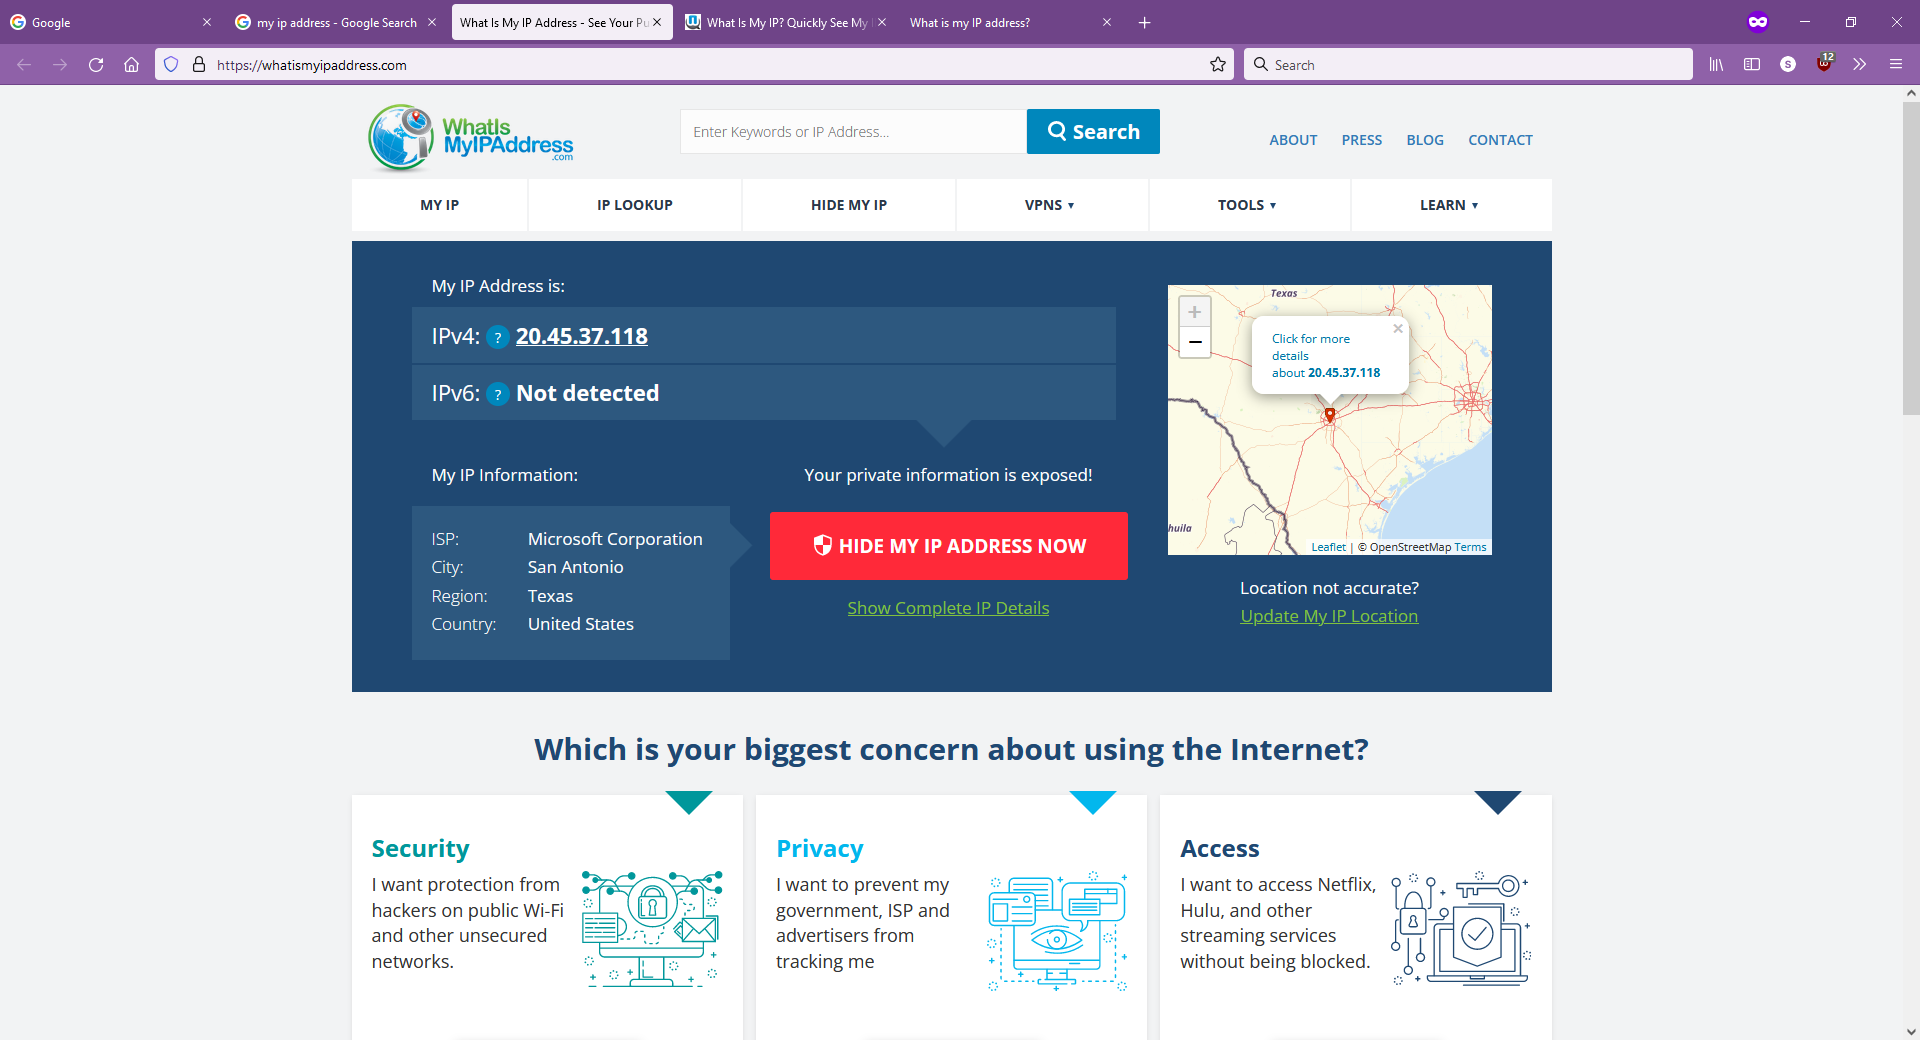 Google
my ip address - Google Search
What Is My IP Address - See Your Pu
What Is My IP? Quickly See My
What is my IP address?
https://whatismyipaddress.com
Search
S
12
WhatIs
MyIPAddress
.com
Enter Keywords or IP Address...
Search
ABOUT
PRESS
BLOG
CONTACT
MY IP
IP LOOKUP
HIDE MY IP
VPNS
TOOLS
LEARN
My IP Address is:
IPv4: ? 20.45.37.118
IPv6: ? Not detected
My IP Information:
ISP: Microsoft Corporation
City: San Antonio
Region: Texas
Country: United States
Your private information is exposed!
HIDE MY IP ADDRESS NOW
Show Complete IP Details
Texas
+
−
Click for more
details
about 20.45.37.118
×
huila
Leaflet | © OpenStreetMap Terms
Location not accurate?
Update My IP Location
Which is your biggest concern about using the Internet?
Security
I want protection from
hackers on public Wi-Fi
and other unsecured
networks.
Privacy
I want to prevent my
government, ISP and
advertisers from
tracking me
Access
I want to access Netflix,
Hulu, and other
streaming services
without being blocked.